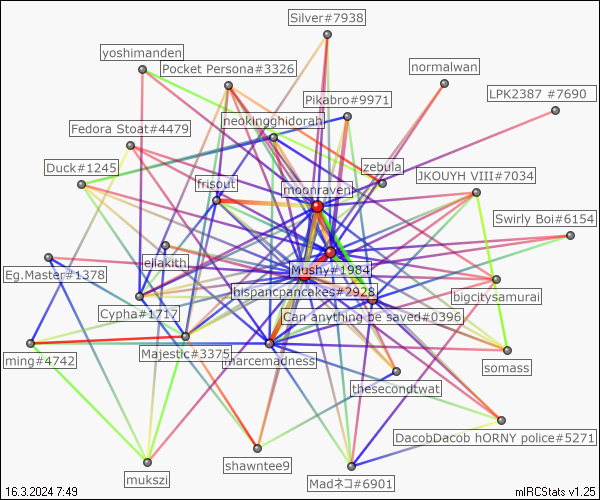 Silver#7938
yoshimanden
normalwan
Pocket Persona#3326
LPK2387 #7690
Pikabro#9971
neokingghidorah
Fedora Stoat#4479
Duck#1245
zebula
JKOUYH VIII#7034
frisout
moonraven
Swirly Boi#6154
ellakith
Mushy#1984
Eg.Master#1378
hispancpancakes#2928
bigcitysamurai
Cypha#1717
Can anything be saved#0396
Majestic#3375
marcemadness
ming#4742
somass
thesecondtwat
DacobDacob hORNY police#5271
shawntee9
mukszi
Madネコ#6901
16.3.2024 7:49
mIRCStats v1.25